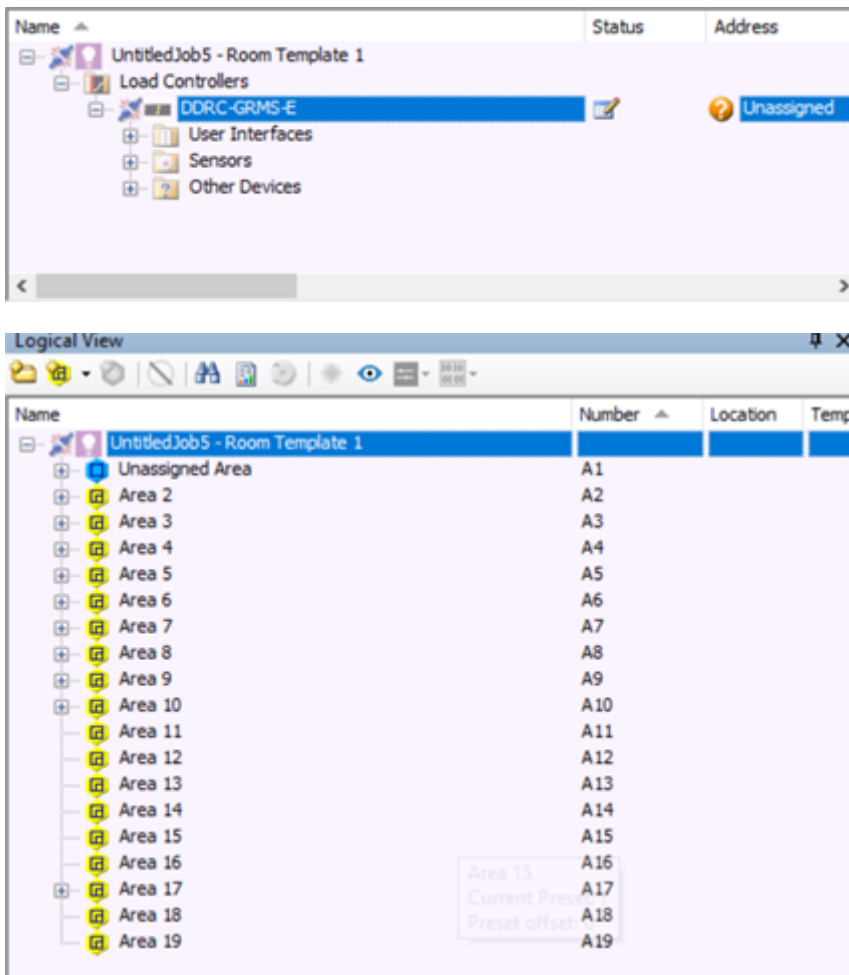 Name Status Address
UntitledJob5 - Room Template 1
Load Controllers
DDRC-GRMS-E Unassigned
User Interfaces
Sensors
Other Devices
Logical View
Name Number Location Temp
UntitledJob5 - Room Template 1
Unassigned Area A1
Area 2 A2
Area 3 A3
Area 4 A4
Area 5 A5
Area 6 A6
Area 7 A7
Area 8 A8
Area 9 A9
Area 10 A10
Area 11 A11
Area 12 A12
Area 13 A13
Area 14 A14
Area 15 A15
Area 16 A16
Area 15
Area 17 A17
Current Preset:
Area 18 A18
Preset offset:
Area 19 A19